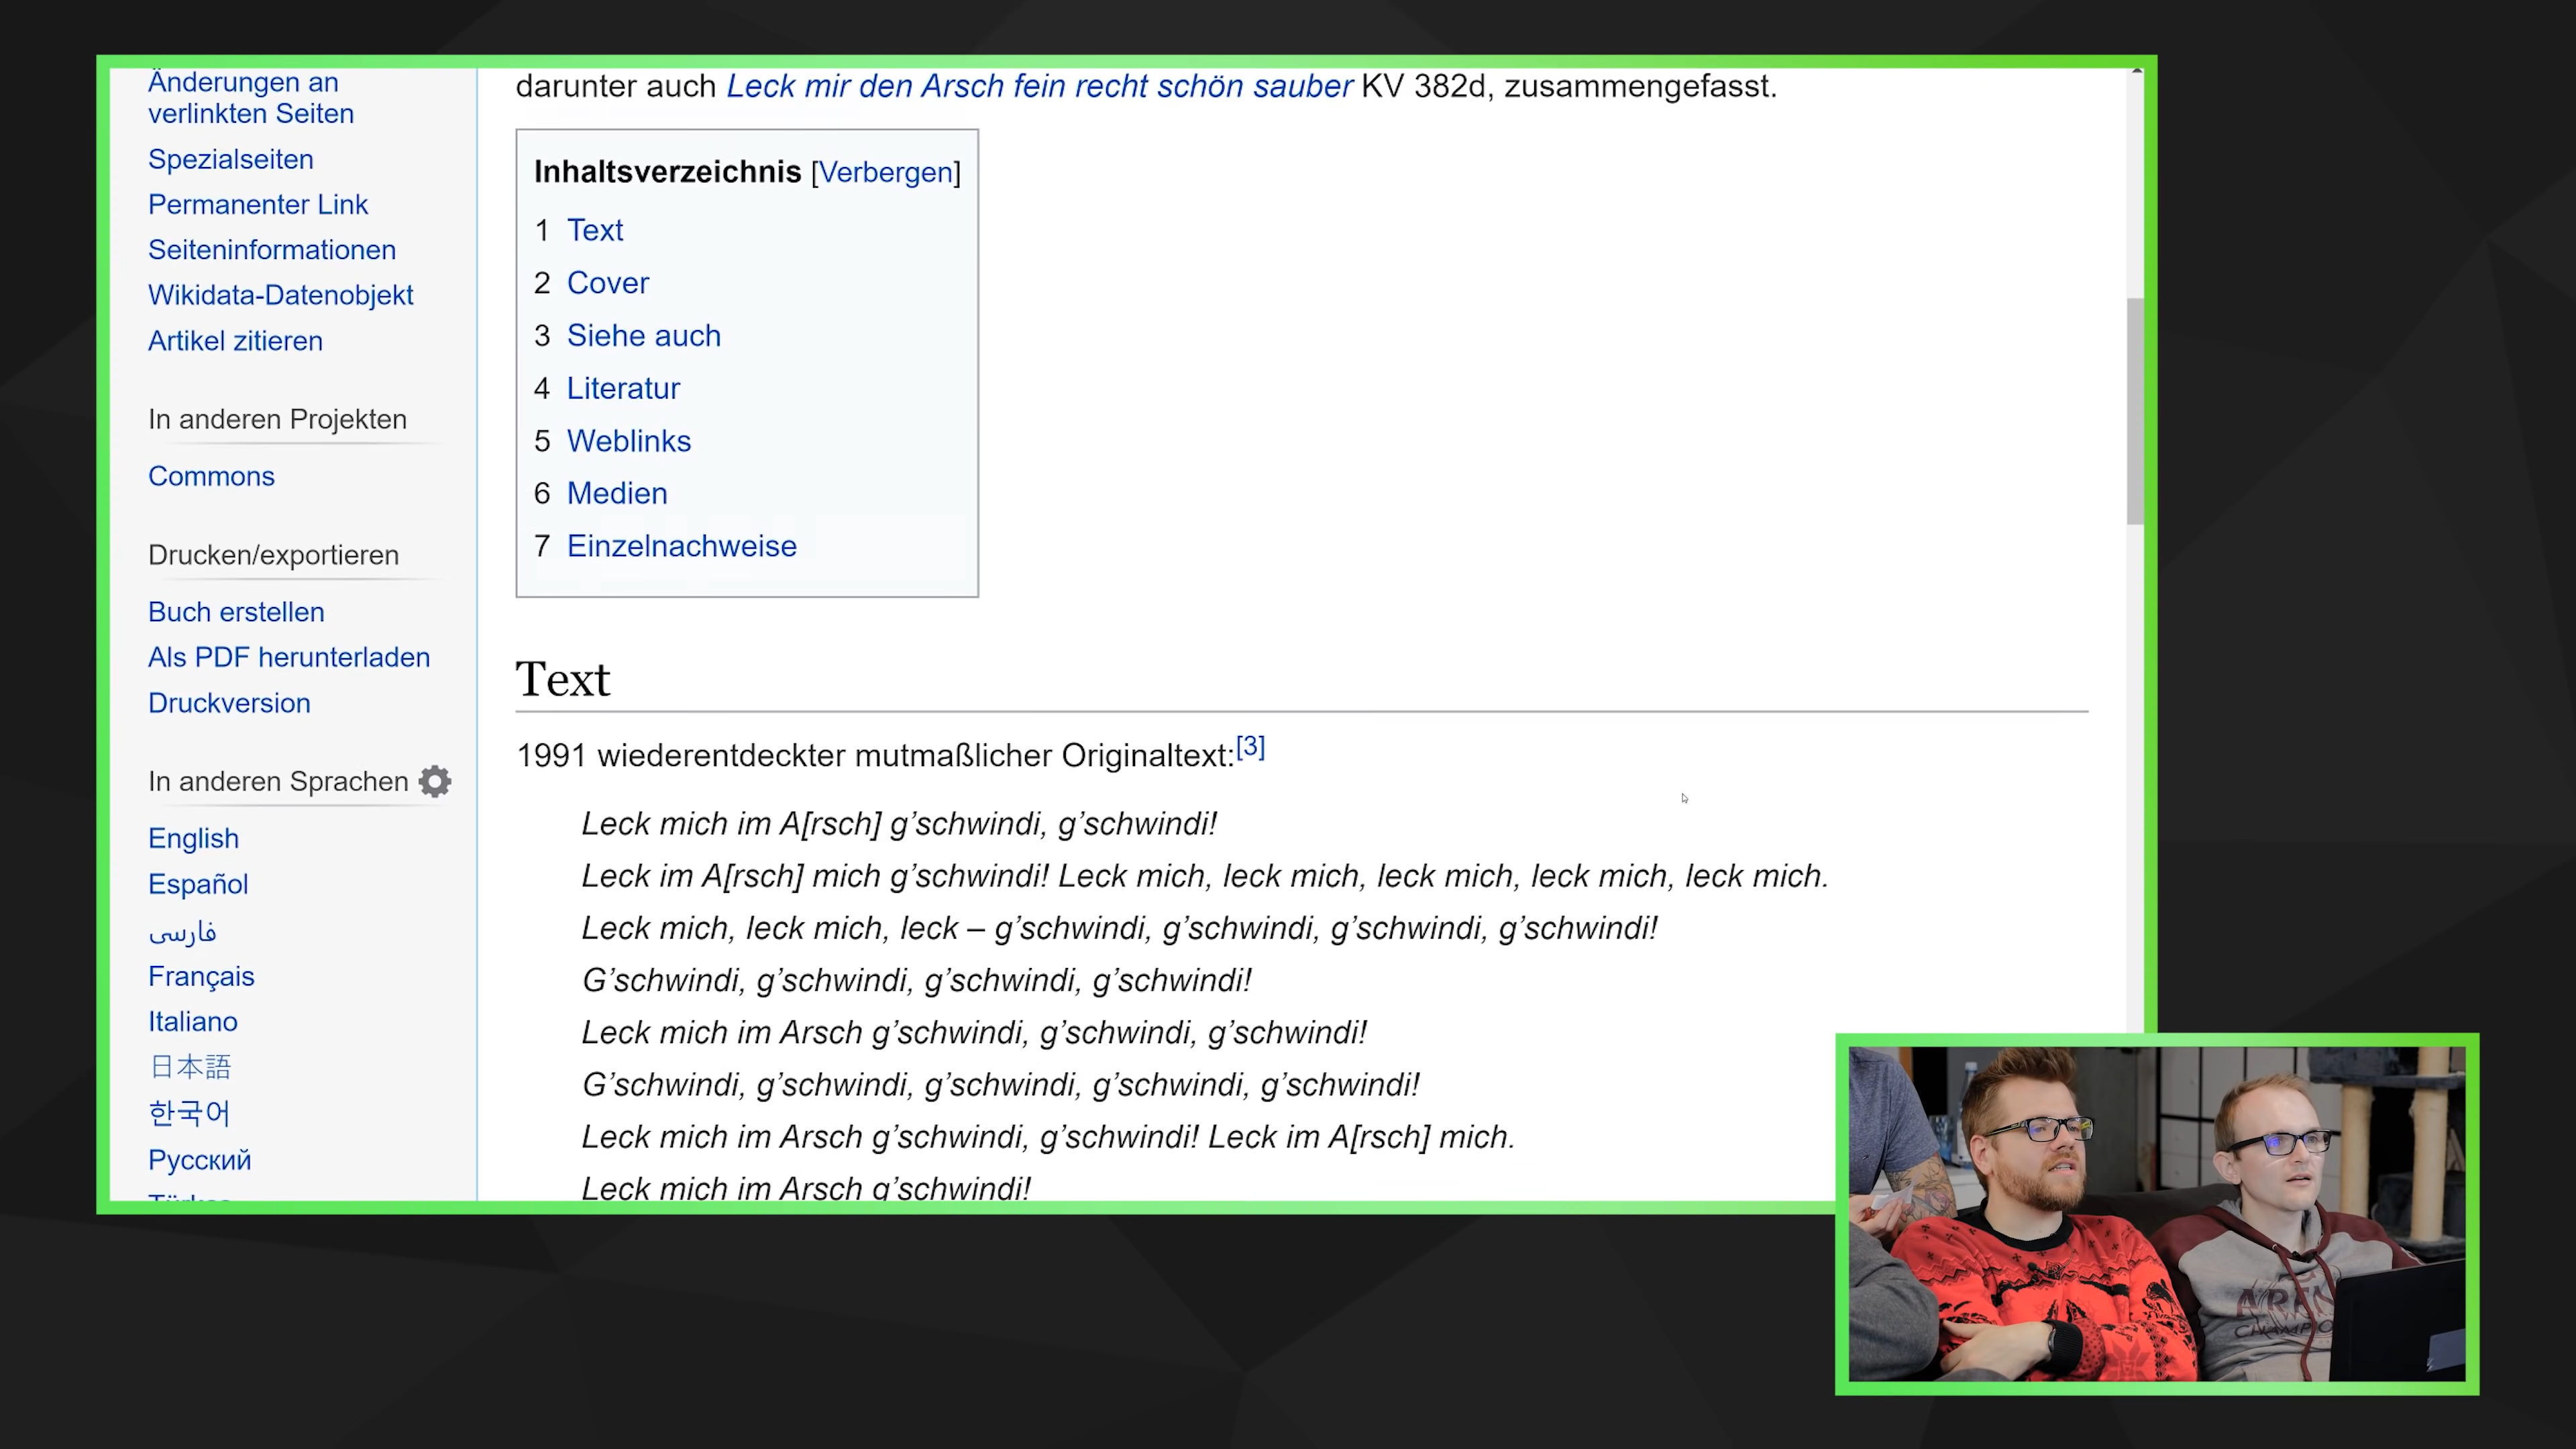 Änderungen an
verlinkten Seiten
Spezialseiten
Permanenter Link
Seiteninformationen
Wikidata-Datenobjekt
Artikel zitieren
In anderen Projekten
Commons
Drucken/exportieren
Buch erstellen
Als PDF herunterladen
Druckversion
In anderen Sprachen
English
Español
فارسی
Français
Italiano
日本語
한국어
Русский
darunter auch Leck mir den Arsch fein recht schön sauber KV 382d, zusammengefasst.
Inhaltsverzeichnis [Verbergen]
1 Text
2 Cover
3 Siehe auch
4 Literatur
5 Weblinks
6 Medien
7 Einzelnachweise
Text
1991 wiederentdeckter mutmaßlicher Originaltext:[3]
Leck mich im A[rsch] g’schwindi, g’schwindi!
Leck im A[rsch] mich g’schwindi! Leck mich, leck mich, leck mich, leck mich, leck mich.
Leck mich, leck mich, leck – g’schwindi, g’schwindi, g’schwindi, g’schwindi!
G’schwindi, g’schwindi, g’schwindi, g’schwindi!
Leck mich im Arsch g’schwindi, g’schwindi, g’schwindi!
G’schwindi, g’schwindi, g’schwindi, g’schwindi, g’schwindi!
Leck mich im Arsch g’schwindi, g’schwindi! Leck im A[rsch] mich.
Leck mich im Arsch g’schwindi!